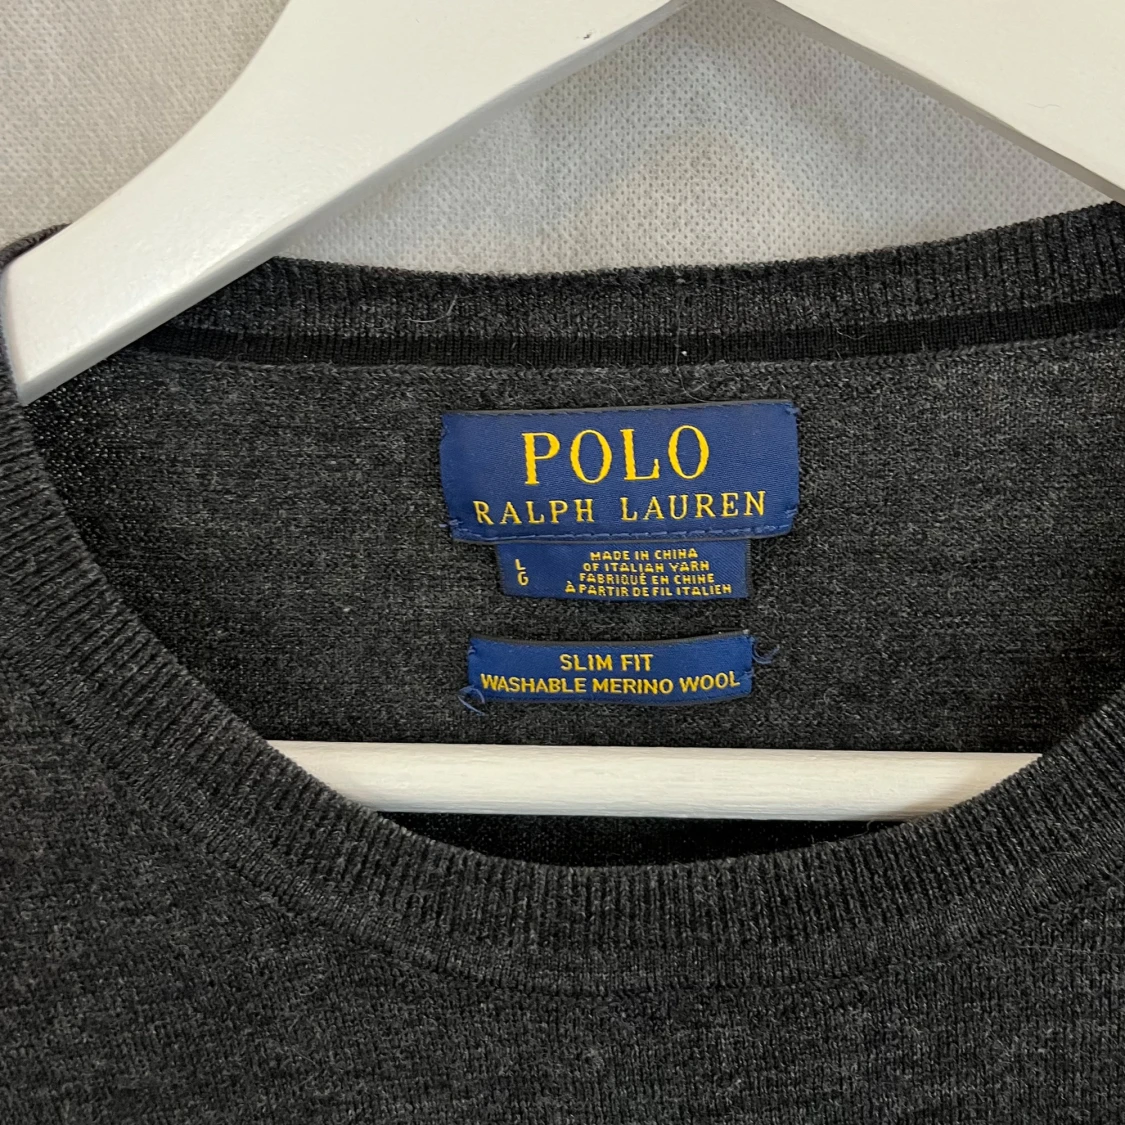 POLO
RALPH LAUREN
L
G
MADE IN CHINA
OF ITALIAN YARN
FABRIQUÉ EN CHINE
À PARTIR DE FIL ITALIEN
SLIM FIT
WASHABLE MERINO WOOL